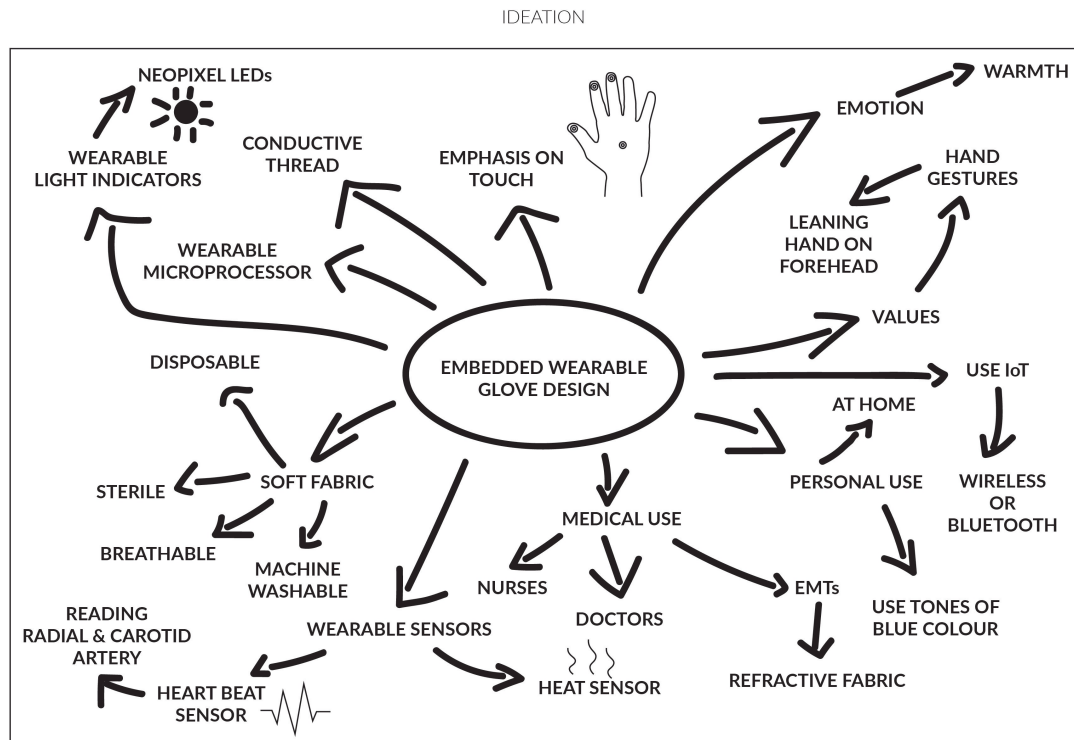 IDEATION
NEOPIXEL LEDs
WARMTH
EMOTION
WEARABLE
LIGHT INDICATORS
CONDUCTIVE
THREAD
EMPHASIS ON
TOUCH
HAND
GESTURES
LEANING
HAND ON
FOREHEAD
WEARABLE
MICROPROCESSOR
VALUES
DISPOSABLE
EMBEDDED WEARABLE
GLOVE DESIGN
USE IoT
AT HOME
SOFT FABRIC
STERILE
BREATHABLE
MACHINE
WASHABLE
MEDICAL USE
PERSONAL USE
WIRELESS
OR
BLUETOOTH
NURSES
DOCTORS
EMTs
USE TONES OF
BLUE COLOUR
READING
RADIAL & CAROTID
ARTERY
WEARABLE SENSORS
HEART BEAT
SENSOR
HEAT SENSOR
REFRACTIVE FABRIC